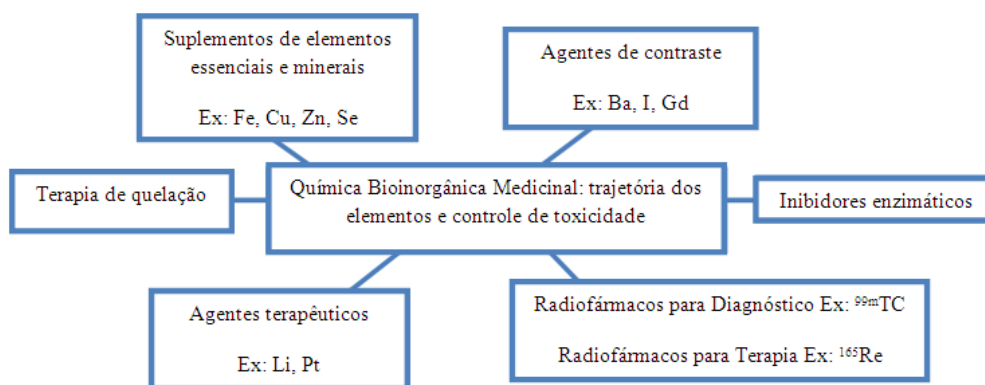 Suplementos de elementos
essenciais e minerais
Ex: Fe, Cu, Zn, Se
Agentes de contraste
Ex: Ba, I, Gd
Terapia de quelação
Química Bioinorgânica Medicinal: trajetória dos
elementos e controle de toxicidade
Inibidores enzimáticos
Agentes terapêuticos
Ex: Li, Pt
Radiofármacos para Diagnóstico Ex: ⁹⁹ᵐTC
Radiofármacos para Terapia Ex: ¹⁶⁵Re